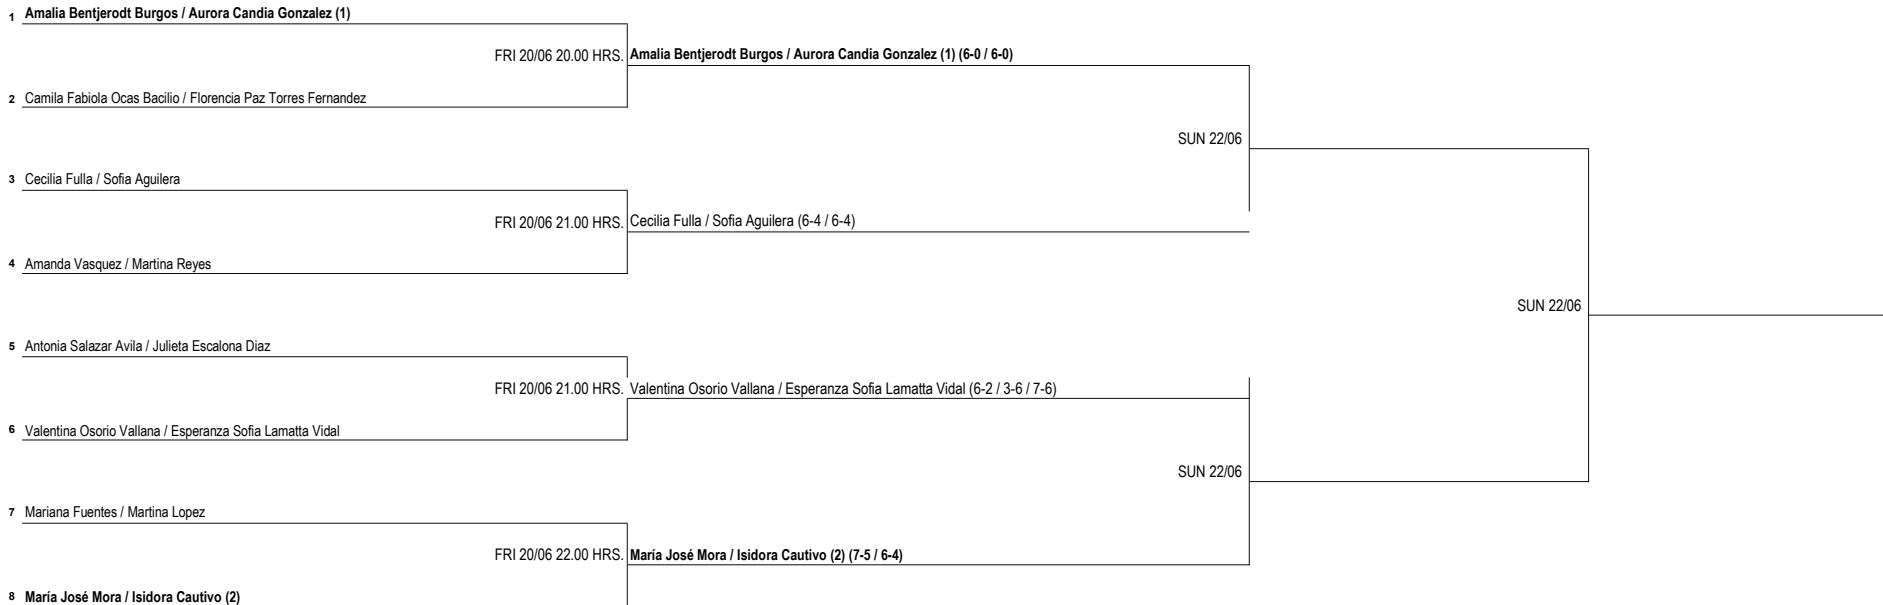 1 Amalia Bentjerodt Burgos / Aurora Candia Gonzalez (1)
FRI 20/06 20.00 HRS. Amalia Bentjerodt Burgos / Aurora Candia Gonzalez (1) (6-0 / 6-0)
2 Camila Fabiola Ocas Bacilio / Florencia Paz Torres Fernandez
SUN 22/06
3 Cecilia Fulla / Sofia Aguilera
FRI 20/06 21.00 HRS. Cecilia Fulla / Sofia Aguilera (6-4 / 6-4)
4 Amanda Vasquez / Martina Reyes
SUN 22/06
5 Antonia Salazar Avila / Julieta Escalona Diaz
FRI 20/06 21.00 HRS. Valentina Osorio Vallana / Esperanza Sofia Lamatta Vidal (6-2 / 3-6 / 7-6)
6 Valentina Osorio Vallana / Esperanza Sofia Lamatta Vidal
SUN 22/06
7 Mariana Fuentes / Martina Lopez
FRI 20/06 22.00 HRS. María José Mora / Isidora Cautivo (2) (7-5 / 6-4)
8 María José Mora / Isidora Cautivo (2)